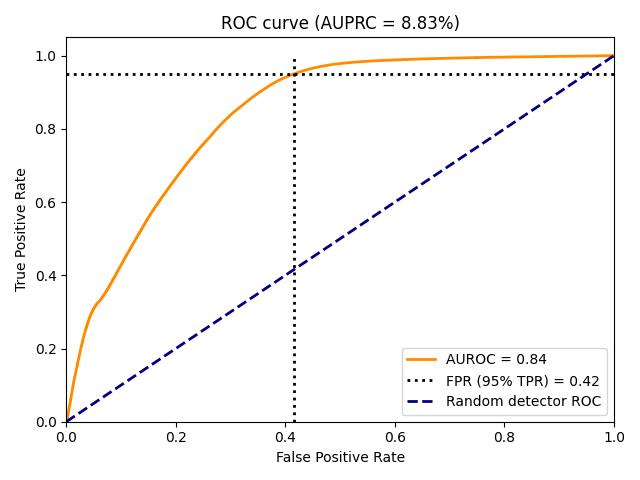 ROC curve (AUPRC = 8.83%)
True Positive Rate
1.0
0.8
0.6
0.4
0.2
0.0
AUROC = 0.84
FPR (95% TPR) = 0.42
Random detector ROC
0.0 0.2 0.4 0.6 0.8 1.0
False Positive Rate